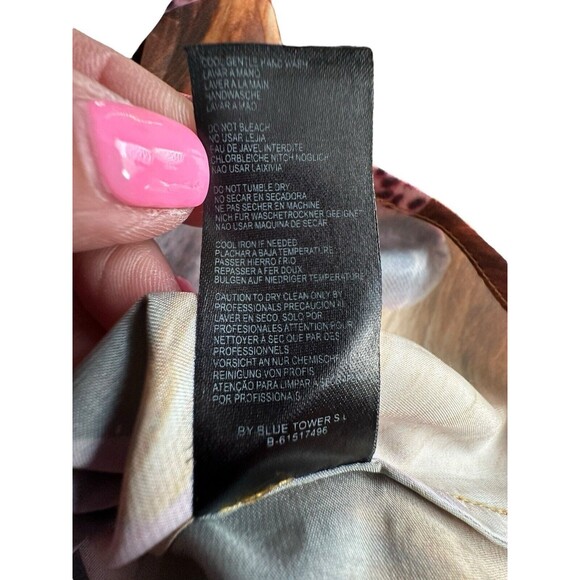 COOL GENTLE HAND WASH
LAVAR A MANO
LAVER A LA MAIN
HANDWASCHE
LAVAR A MAO
DO NOT BLEACH
NO USAR LEJIA
EAU DE JAVEL INTERDITE
CHLORBLEICHE NITCH NÖGLICH
NAO USAR LAIXIVIA
DO NOT TUMBLE DRY
NO SECAR EN SECADORA
NE PAS SECHER EN MACHINE
NICH FUR WASCHETROCKNER GEEIGNET
NAO USAR MAQUINA DE SECAR
COOL IRON IF NEEDED
PLACHAR A BAJA TEMPERATURE
PASSER HIERRO FRIO
REPASSER A FER DOUX
BULGEN AUF NIEDRIGER TEMPERATURE
CAUTION TO DRY CLEAN ONLY BY
PROFESSIONALS PRECAUCION AL
LAVER EN SECO, SOLO POR
PROFESIONALES ATTENTION POUR
NETTOYER À SEC QUE PAR DES
PROFESSIONNELS
VORSICHT AN NUR CHEMISCHE
REINIGUNG VON PROFIS
ATENÇÃO PARA LIMPAR A SECO
POR PROFISSIONAIS
BY BLUE TOWER S.L
B-61517496